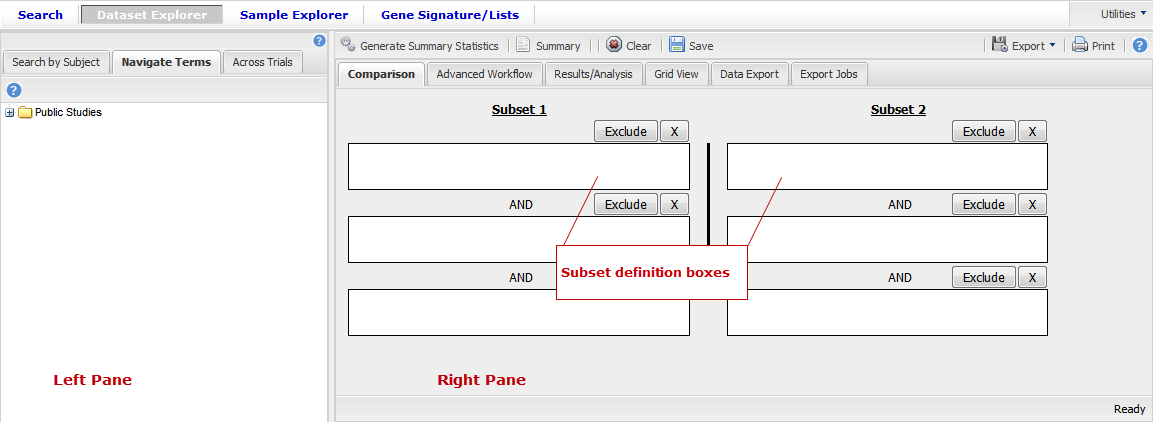 Search Dataset Explorer Sample Explorer Gene Signature/Lists Utilities
Generate Summary Statistics Summary Clear Save Export Print
Search by Subject Navigate Terms Across Trials
Comparison Advanced Workflow Results/Analysis Grid View Data Export Export Jobs
Public Studies
Subset 1 Subset 2
Exclude X Exclude X
AND Exclude X AND Exclude X
Subset definition boxes
AND AND Exclude X
Left Pane Right Pane
Ready